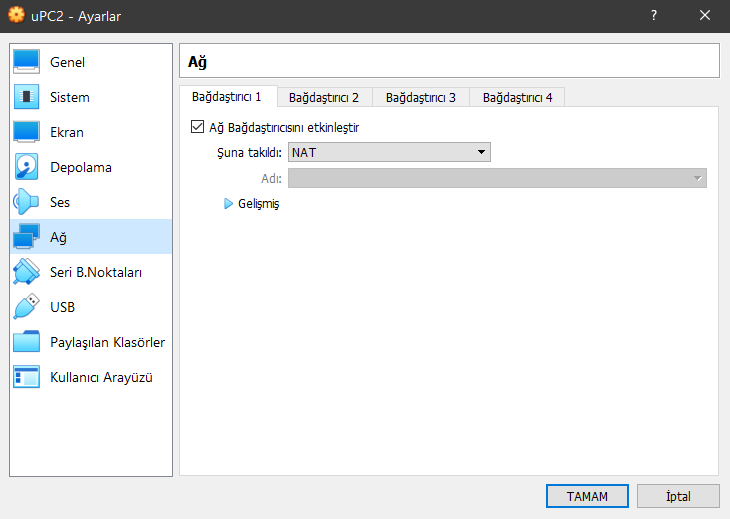 uPC2 - Ayarlar
?
Genel
Sistem
Ekran
Depolama
Ses
Ağ
Seri B.Noktaları
USB
Paylaşılan Klasörler
Kullanıcı Arayüzü
Ağ
Bağdaştırıcı 1 Bağdaştırıcı 2 Bağdaştırıcı 3 Bağdaştırıcı 4
Ağ Bağdaştırıcısını etkinleştir
Şuna takıldı: NAT
Adı:
Gelişmiş
TAMAM İptal